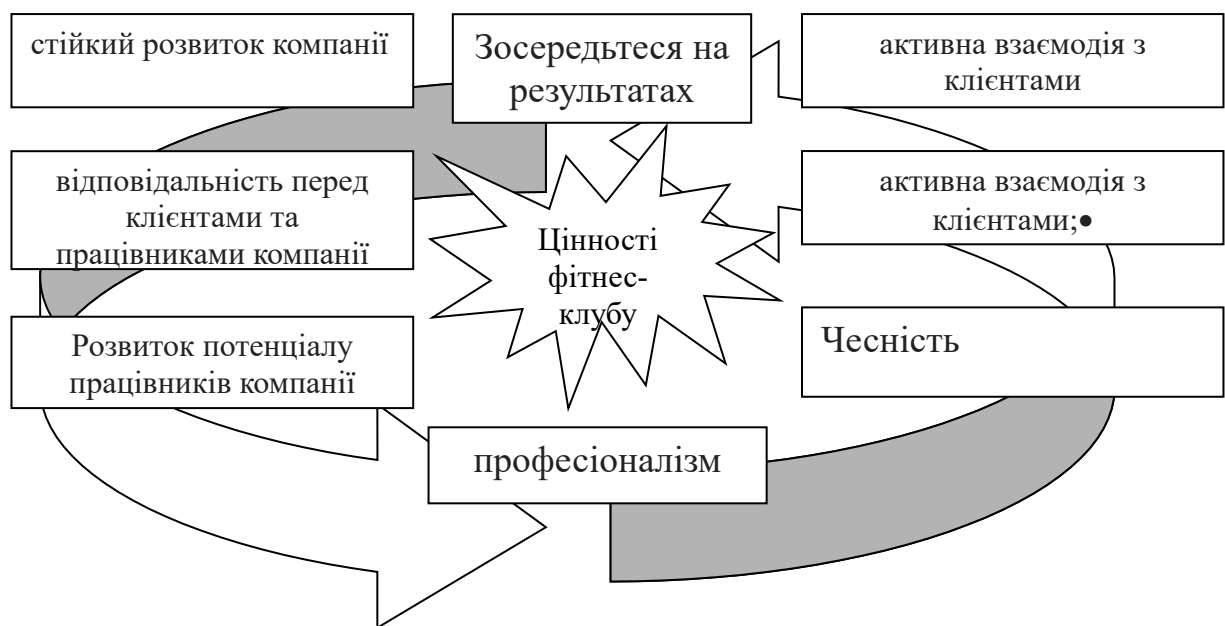 стійкий розвиток компанії
Зосередьтеся на
результатах
активна взаємодія з
клієнтами
відповідальність перед
клієнтами та
працівниками компанії
Цінності
фітнес-
клубу
активна взаємодія з
клієнтами;•
Розвиток потенціалу
працівників компанії
Чесність
професіоналізм